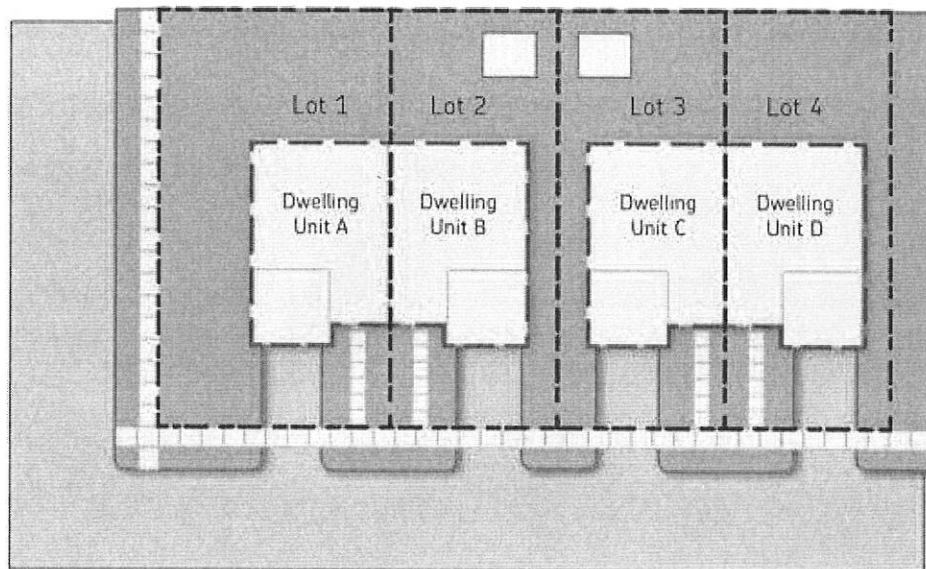 Lot 1
Lot 2
Lot 3
Lot 4
Dwelling
Unit A
Dwelling
Unit B
Dwelling
Unit C
Dwelling
Unit D